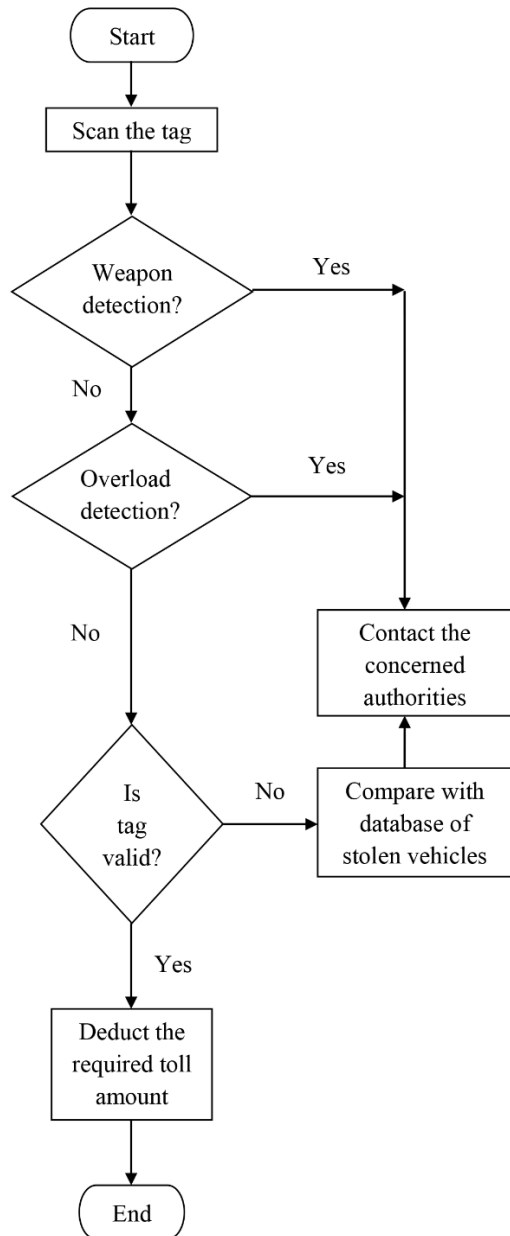 Start
Scan the tag
Weapon
detection?
Yes
No
Overload
detection?
Yes
No
Contact the
concerned
authorities
Is
tag
valid?
No
Compare with
database of
stolen vehicles
Yes
Deduct the
required toll
amount
End